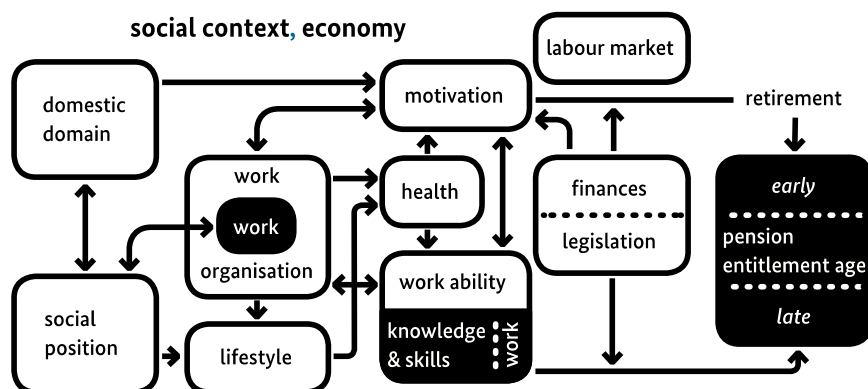 social context, economy
labour market
domestic
domain
motivation
retirement
work
work
organisation
health
finances
legislation
early
pension
entitlement age
late
social
position
lifestyle
work ability
knowledge
& skills
work